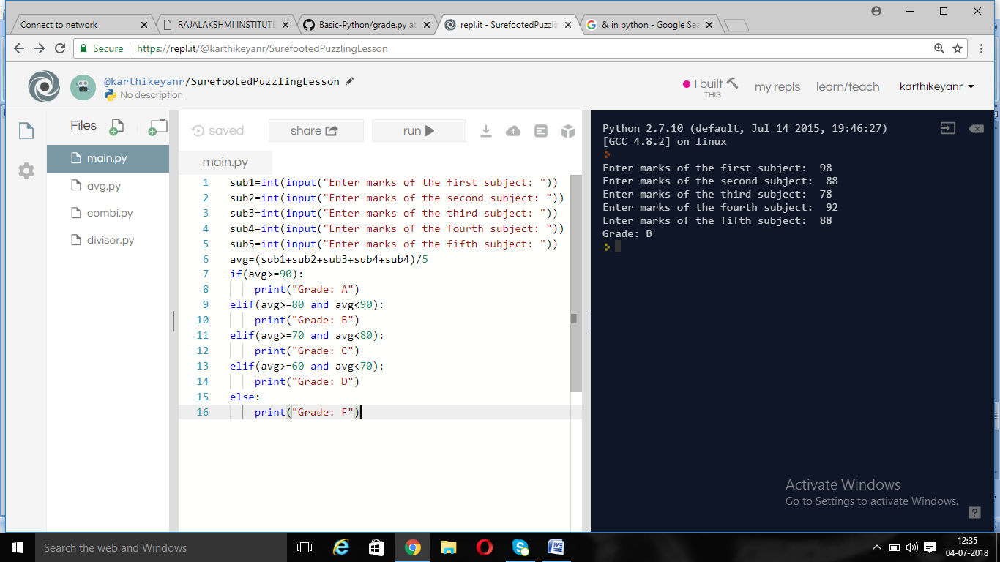 Connect to network
RAJALAKSHMI INSTITUTE
Basic-Python/grade.py at
repl.it - SurefootedPuzzlin
& in python - Google Sea
Secure
https://repl.it/@karthikeyanr/SurefootedPuzzlingLesson
@karthikeyanr/SurefootedPuzzlingLesson
No description
I built
THIS
my repls
learn/teach
karthikeyanr
Files
main.py
avg.py
combi.py
divisor.py
saved
share
run
main.py
1 sub1=int(input("Enter marks of the first subject: "))
2 sub2=int(input("Enter marks of the second subject: "))
3 sub3=int(input("Enter marks of the third subject: "))
4 sub4=int(input("Enter marks of the fourth subject: "))
5 sub5=int(input("Enter marks of the fifth subject: "))
6 avg=(sub1+sub2+sub3+sub4+sub4)/5
7 if(avg>=90):
8 print("Grade: A")
9 elif(avg>=80 and avg<90):
10 print("Grade: B")
11 elif(avg>=70 and avg<80):
12 print("Grade: C")
13 elif(avg>=60 and avg<70):
14 print("Grade: D")
15 else:
16 print("Grade: F")
Python 2.7.10 (default, Jul 14 2015, 19:46:27)
[GCC 4.8.2] on linux
Enter marks of the first subject: 98
Enter marks of the second subject: 88
Enter marks of the third subject: 78
Enter marks of the fourth subject: 92
Enter marks of the fifth subject: 88
Grade: B
Activate Windows
Go to Settings to activate Windows.
?
Search the web and Windows
12:35
04-07-2018